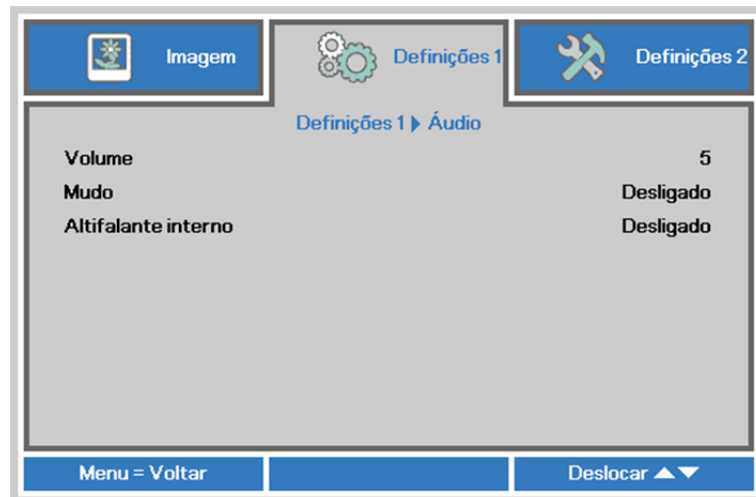 Imagem
Definições 1
Definições 2
Definições 1 ▶ Áudio
Volume 5
Mudo Desligado
Altifalante interno Desligado
Menu = Voltar
Deslocar ▲▼